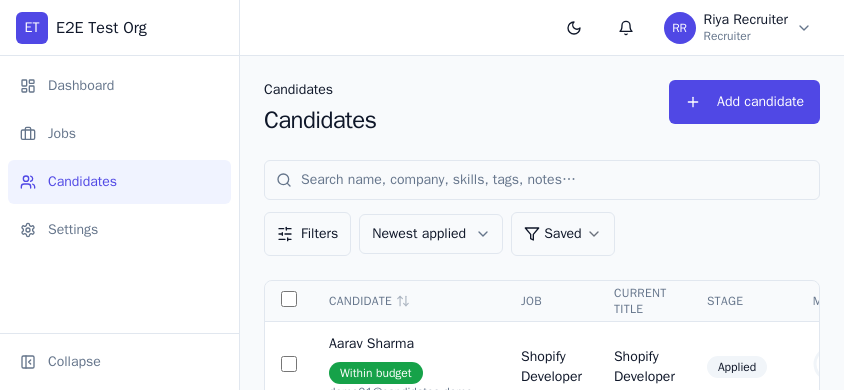 ET E2E Test Org
RR Riya Recruiter
Recruiter
Dashboard
Jobs
Candidates
Settings
Collapse
Candidates
Candidates
Add candidate
Search name, company, skills, tags, notes…
Filters
Newest applied
Saved
CANDIDATE JOB CURRENT TITLE STAGE
Aarav Sharma
Within budget
Shopify Developer
Shopify Developer
Applied